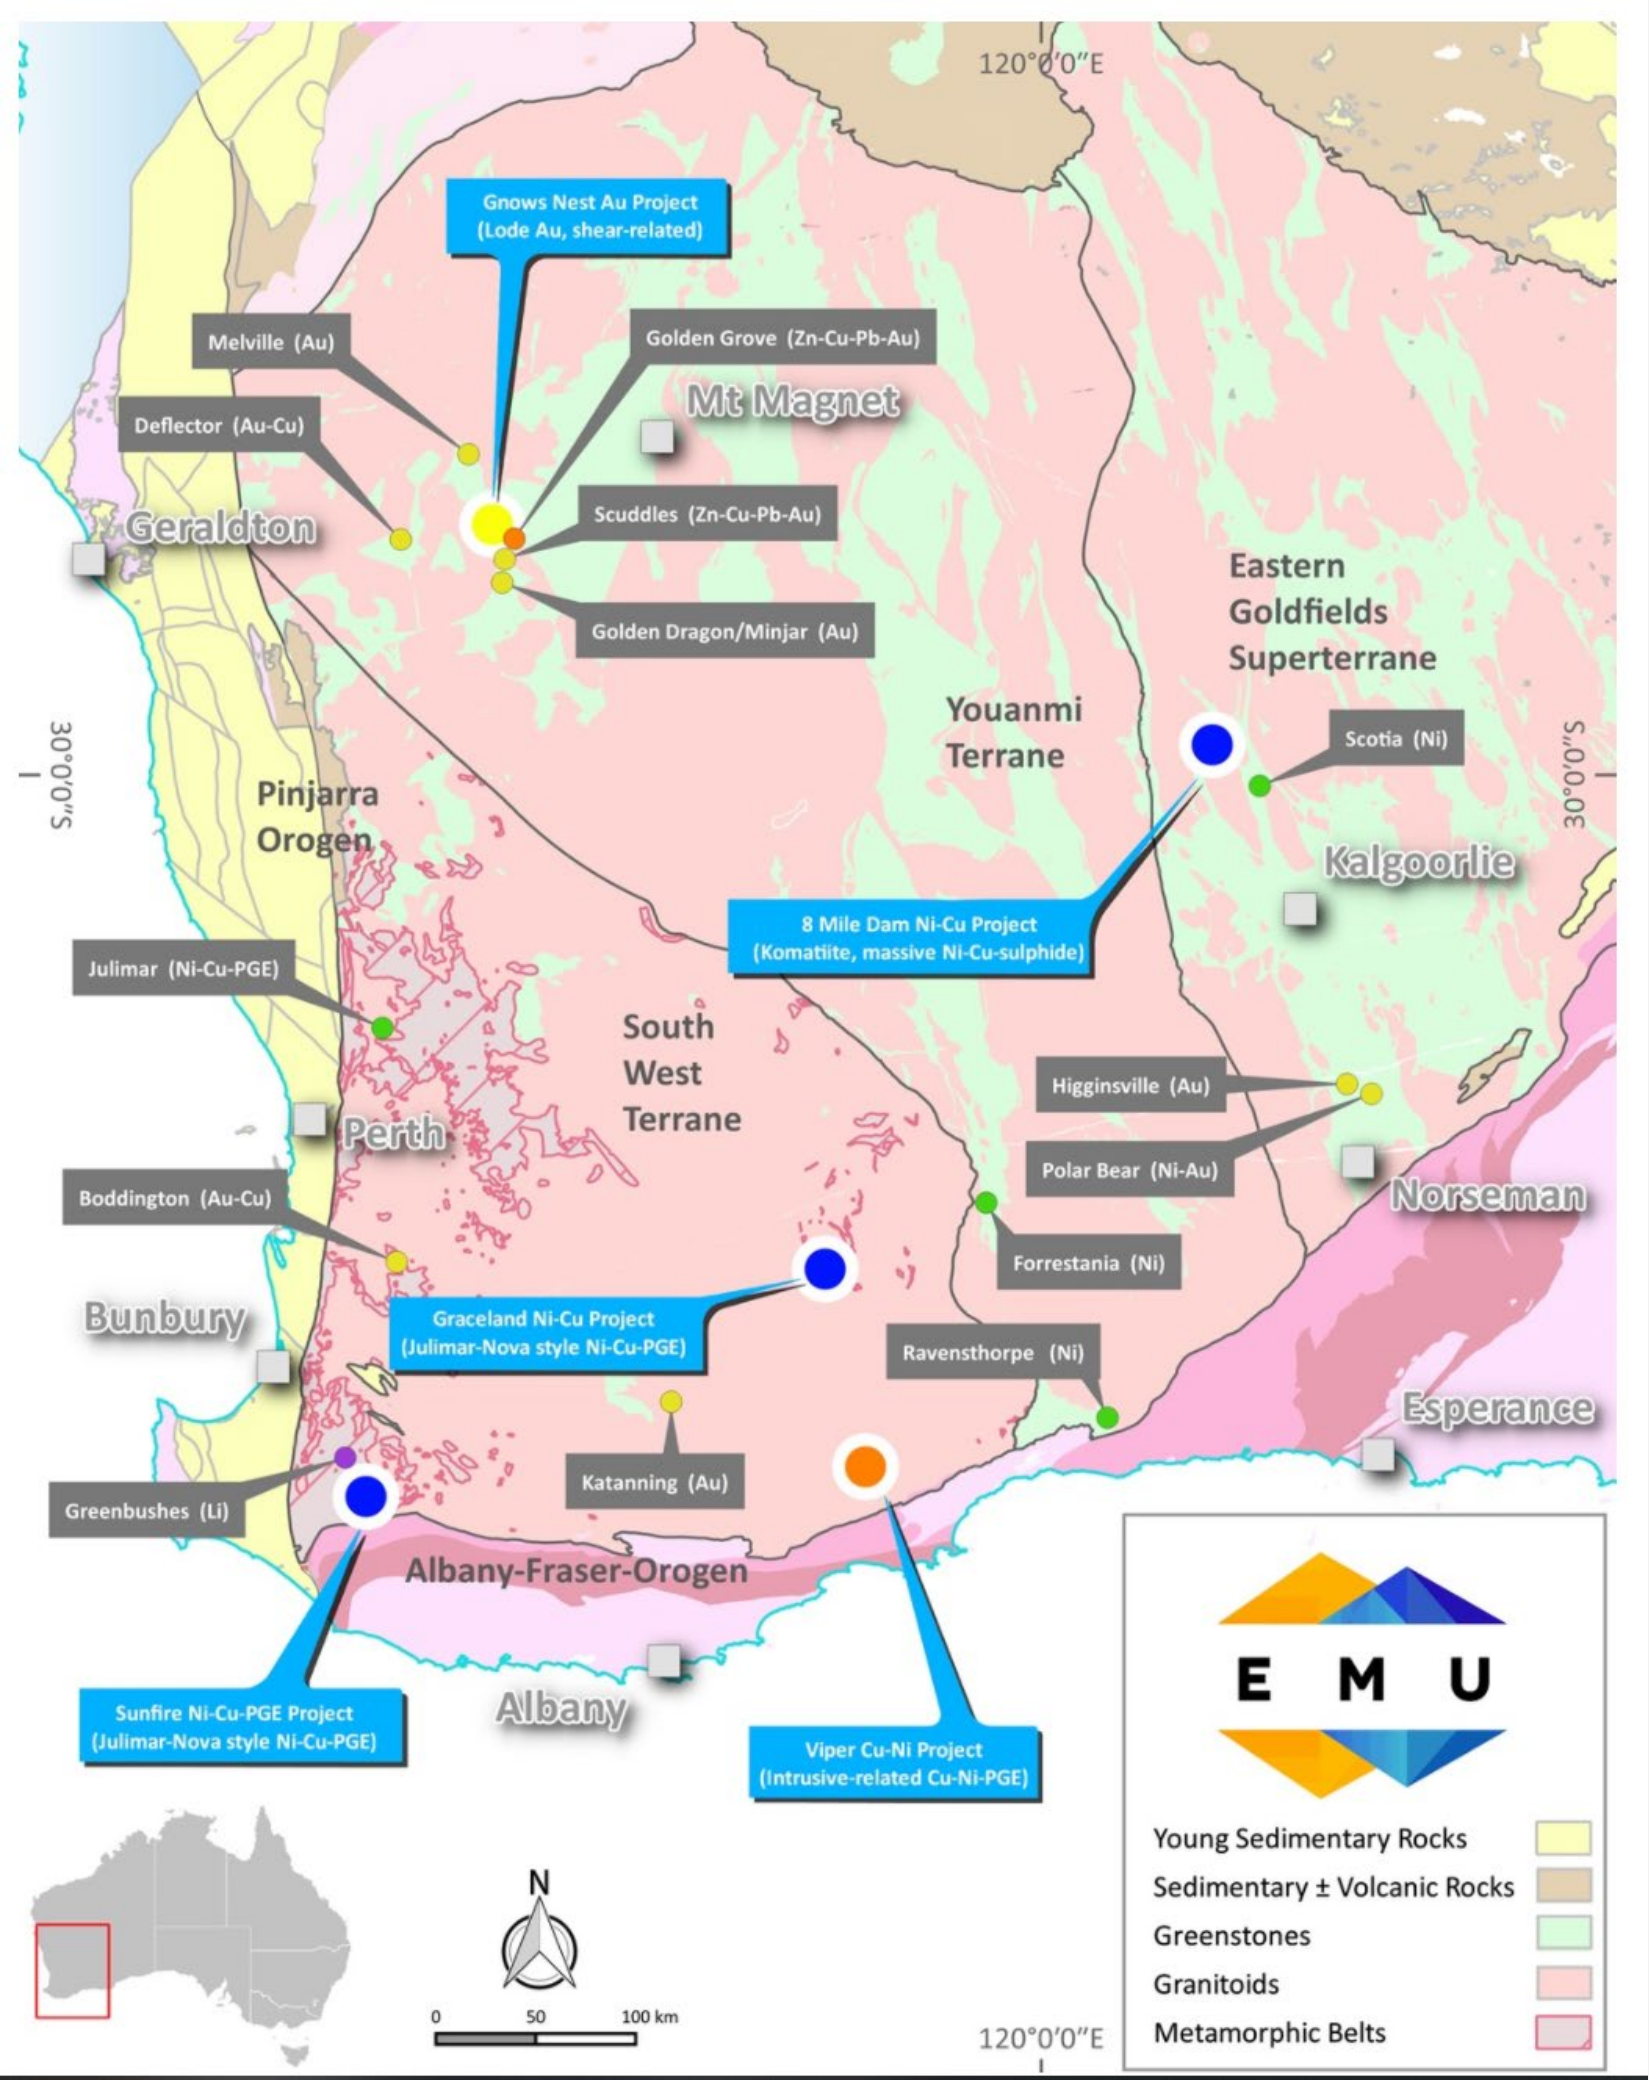 120°0'0"E
Gnows Nest Au Project
(Lode Au, shear-related)
Melville (Au)
Golden Grove (Zn-Cu-Pb-Au)
Mt Magnet
Deflector (Au-Cu)
Geraldton
Scuddles (Zn-Cu-Pb-Au)
Golden Dragon/Minjar (Au)
Eastern
Goldfields
Superterrane
Youanmi
Terrane
Scotia (Ni)
30°0'0"S
30°0'0"S
Pinjarra
Orogen
Kalgoorlie
8 Mile Dam Ni-Cu Project
(Komatiite, massive Ni-Cu-sulphide)
Julimar (Ni-Cu-PGE)
South
West
Terrane
Higginsville (Au)
Perth
Polar Bear (Ni-Au)
Norseman
Boddington (Au-Cu)
Forrestania (Ni)
Bunbury
Graceland Ni-Cu Project
(Julimar-Nova style Ni-Cu-PGE)
Ravensthorpe (Ni)
Esperance
Katanning (Au)
Greenbushes (Li)
Albany-Fraser-Orogen
Albany
Sunfire Ni-Cu-PGE Project
(Julimar-Nova style Ni-Cu-PGE)
Viper Cu-Ni Project
(Intrusive-related Cu-Ni-PGE)
E M U
Young Sedimentary Rocks
Sedimentary ± Volcanic Rocks
Greenstones
Granitoids
Metamorphic Belts
N
0 50 100 km
120°0'0"E